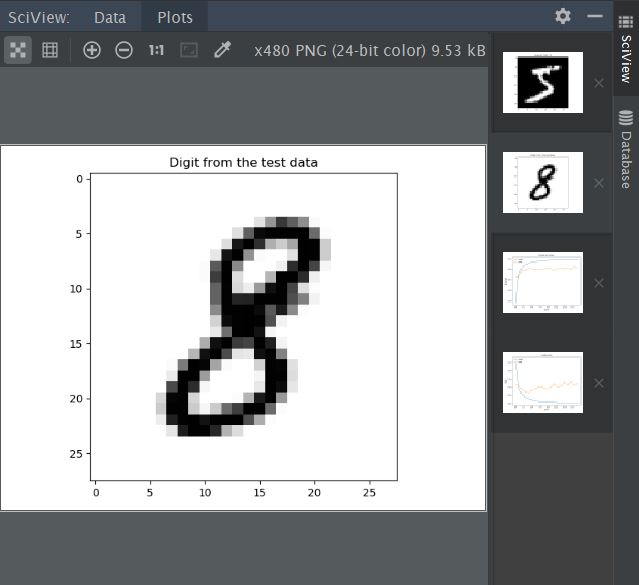 SciView: Data Plots
1:1 x480 PNG (24-bit color) 9.53 kB
SciView
Database
Digit from the test data
0
5
10
15
20
25
0 5 10 15 20 25